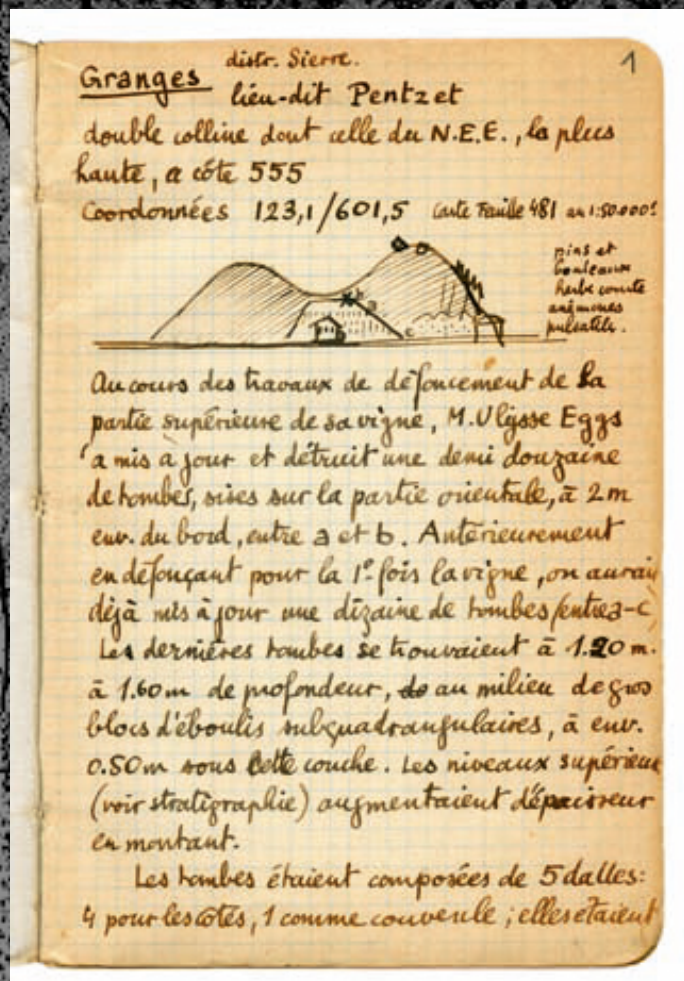 1
Granges distr. Sierre.
lieu-dit Pentzet
double colline dont celle du N.E.E., la plus
haute, a côte 555
Coordonnées 123,1/601,5 Carte Feuille 481 au 1:50.000!
pins et
bouleaux
herbe courte
anémones
pulsatile.
a
b
c
Au cours des travaux de défoncement de la
partie supérieure de sa vigne, M. Ulysse Eggs
a mis à jour et détruit une demi douzaine
de tombes, sises sur la partie orientale, à 2m
env. du bord, entre a et b. Antérieurement
en défonçant pour la 1e fois la vigne, on aurait
déjà mis à jour une dizaine de tombes (entre a-c)
Les dernières tombes se trouvaient à 1.20 m.
à 1.60m de profondeur, au milieu de gros
blocs d'éboulis subquadrangulaires, à env.
0.50m sous cette couche. Les niveaux supérieurs
(voir stratigraphie) augmentaient d'épaisseur
en montant.
Les tombes étaient composées de 5 dalles:
4 pour les côtés, 1 comme couvercle ; elles étaient